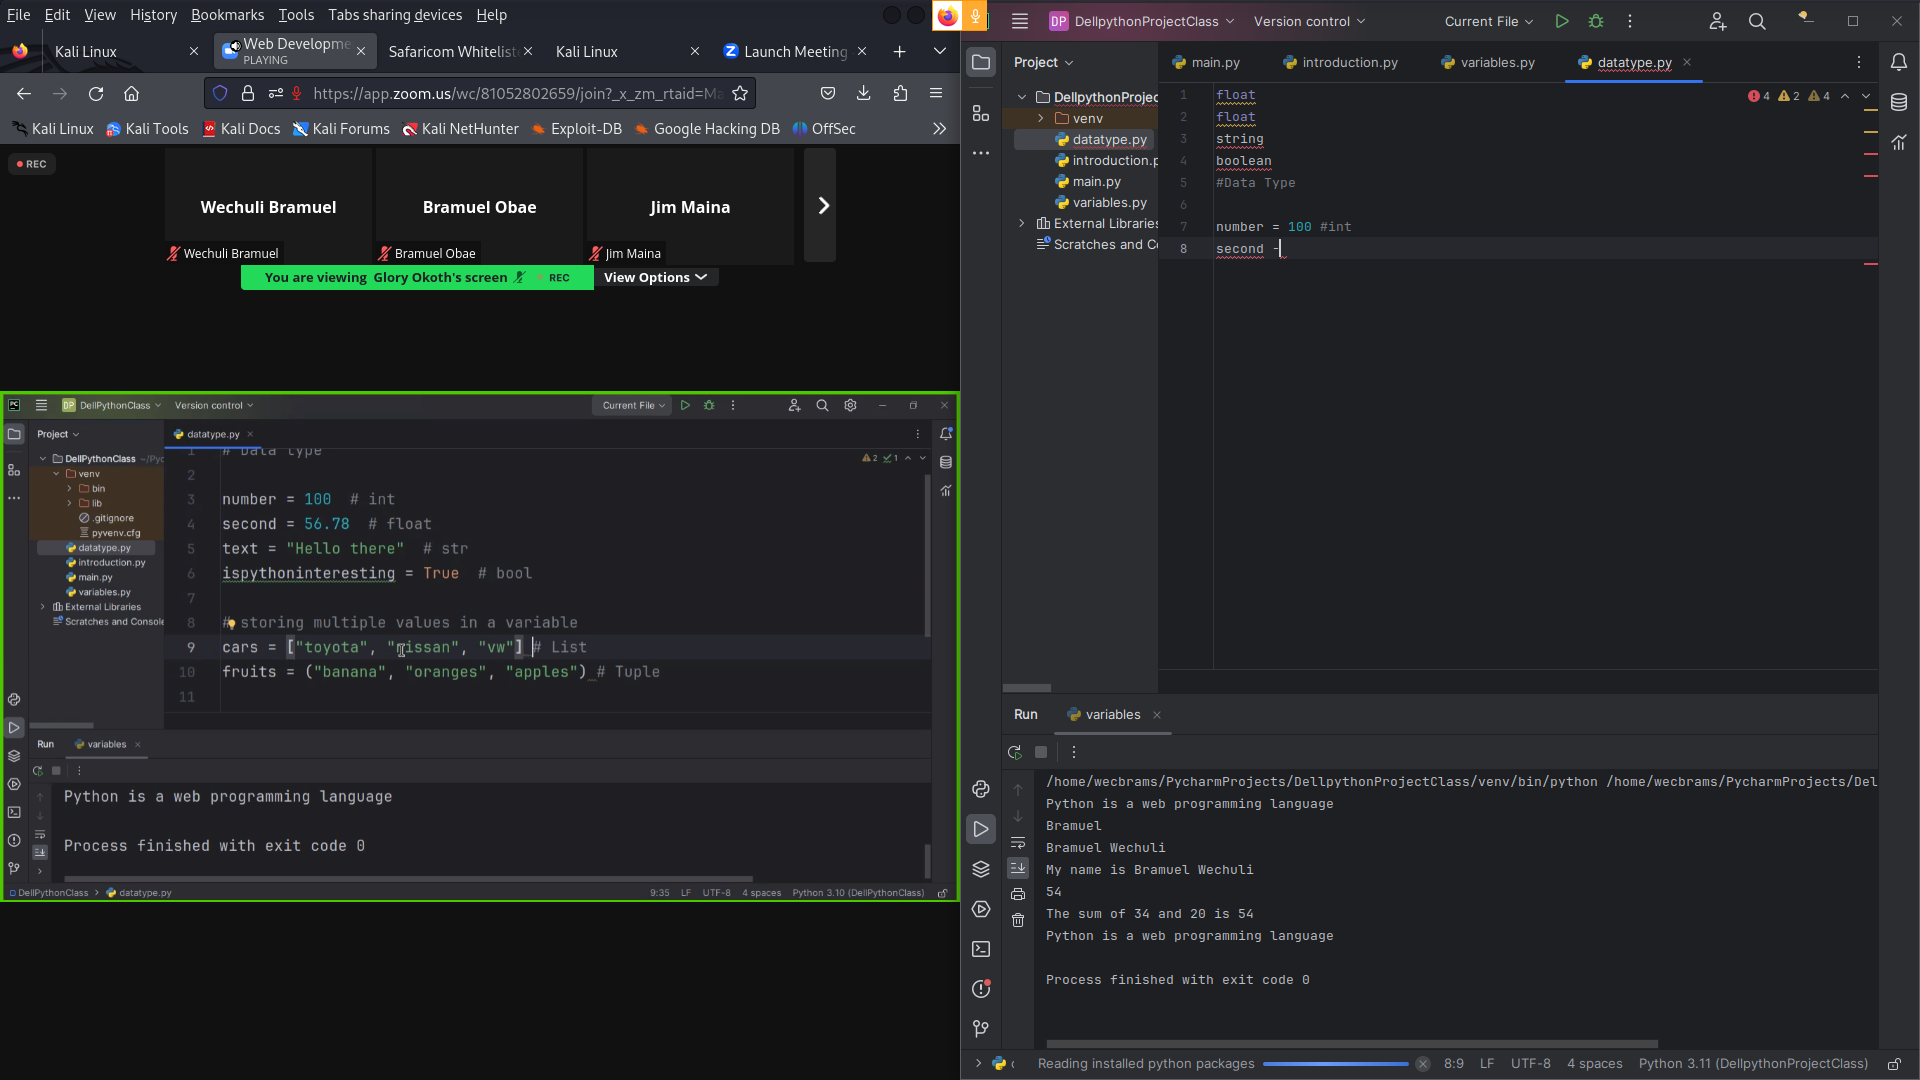 File Edit View History Bookmarks Tools Tabs sharing devices Help
Kali Linux
Web Developme
PLAYING
Safaricom Whitelist
Kali Linux
Launch Meeting
https://app.zoom.us/wc/81052802659/join?_x_zm_rtaid=Ma
Kali Linux Kali Tools Kali Docs Kali Forums Kali NetHunter Exploit-DB Google Hacking DB OffSec
REC
Wechuli Bramuel
Bramuel Obae
Jim Maina
Wechuli Bramuel
Bramuel Obae
Jim Maina
You are viewing Glory Okoth's screen REC
View Options
DP DellPythonClass Version control Current File
Project
datatype.py
DellPythonClass ~/Pyc
venv
bin
lib
.gitignore
pyvenv.cfg
datatype.py
introduction.py
main.py
variables.py
External Libraries
Scratches and Console
2 1
1 # Data type
2
3 number = 100 # int
4 second = 56.78 # float
5 text = "Hello there" # str
6 ispythoninteresting = True # bool
7
8 # storing multiple values in a variable
9 cars = ["toyota", "nissan", "vw"] # List
10 fruits = ("banana", "oranges", "apples") # Tuple
11
Run variables
Python is a web programming language
Process finished with exit code 0
DellPythonClass > datatype.py
9:35 LF UTF-8 4 spaces Python 3.10 (DellPythonClass)
DP DellpythonProjectClass Version control Current File
Project
main.py introduction.py variables.py datatype.py
DellpythonProjec
venv
datatype.py
introduction.p
main.py
variables.py
External Libraries
Scratches and Co
4 2 4
1 float
2 float
3 string
4 boolean
5 #Data Type
6
7 number = 100 #int
8 second -
Run variables
/home/wecbrams/PycharmProjects/DellpythonProjectClass/venv/bin/python /home/wecbrams/PycharmProjects/Del
Python is a web programming language
Bramuel
Bramuel Wechuli
My name is Bramuel Wechuli
54
The sum of 34 and 20 is 54
Python is a web programming language
Process finished with exit code 0
Reading installed python packages
8:9 LF UTF-8 4 spaces Python 3.11 (DellpythonProjectClass)